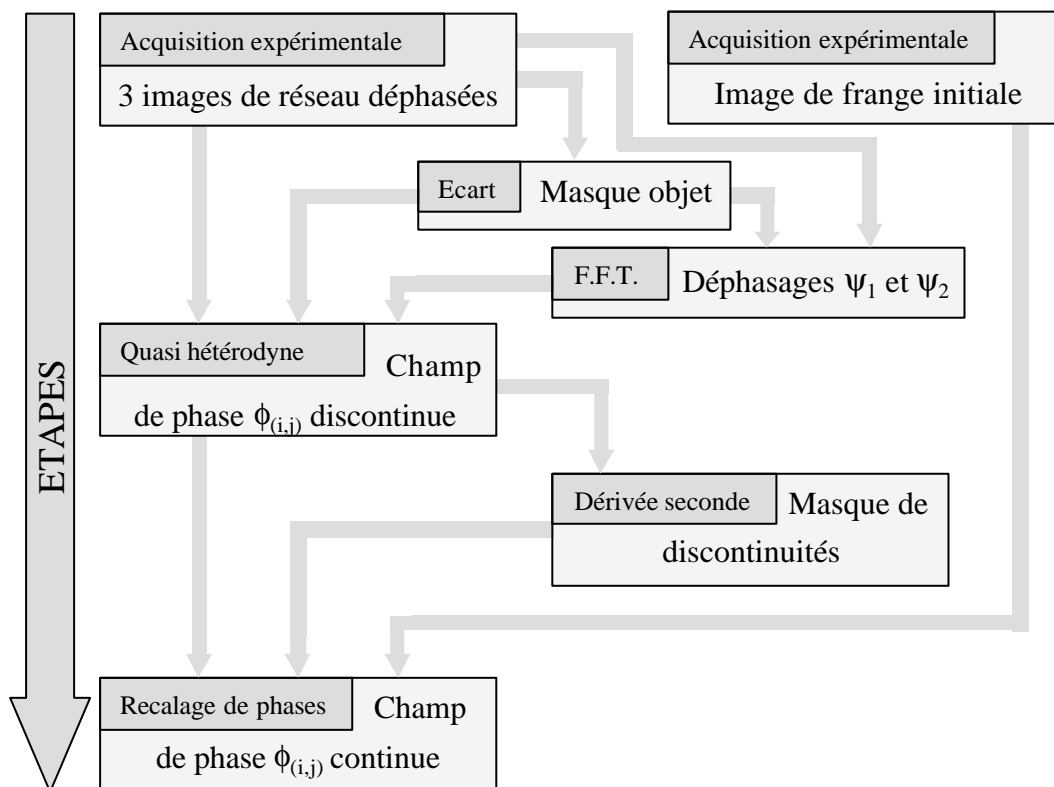 Acquisition expérimentale
3 images de réseau déphasées
Acquisition expérimentale
Image de frange initiale
Ecart
Masque objet
F.F.T.
Déphasages ψ₁ et ψ₂
Quasi hétérodyne
Champ
de phase ϕ₍ᵢ,ⱼ₎ discontinue
Dérivée seconde
Masque de
discontinuités
Recalage de phases
Champ
de phase ϕ₍ᵢ,ⱼ₎ continue
ETAPES